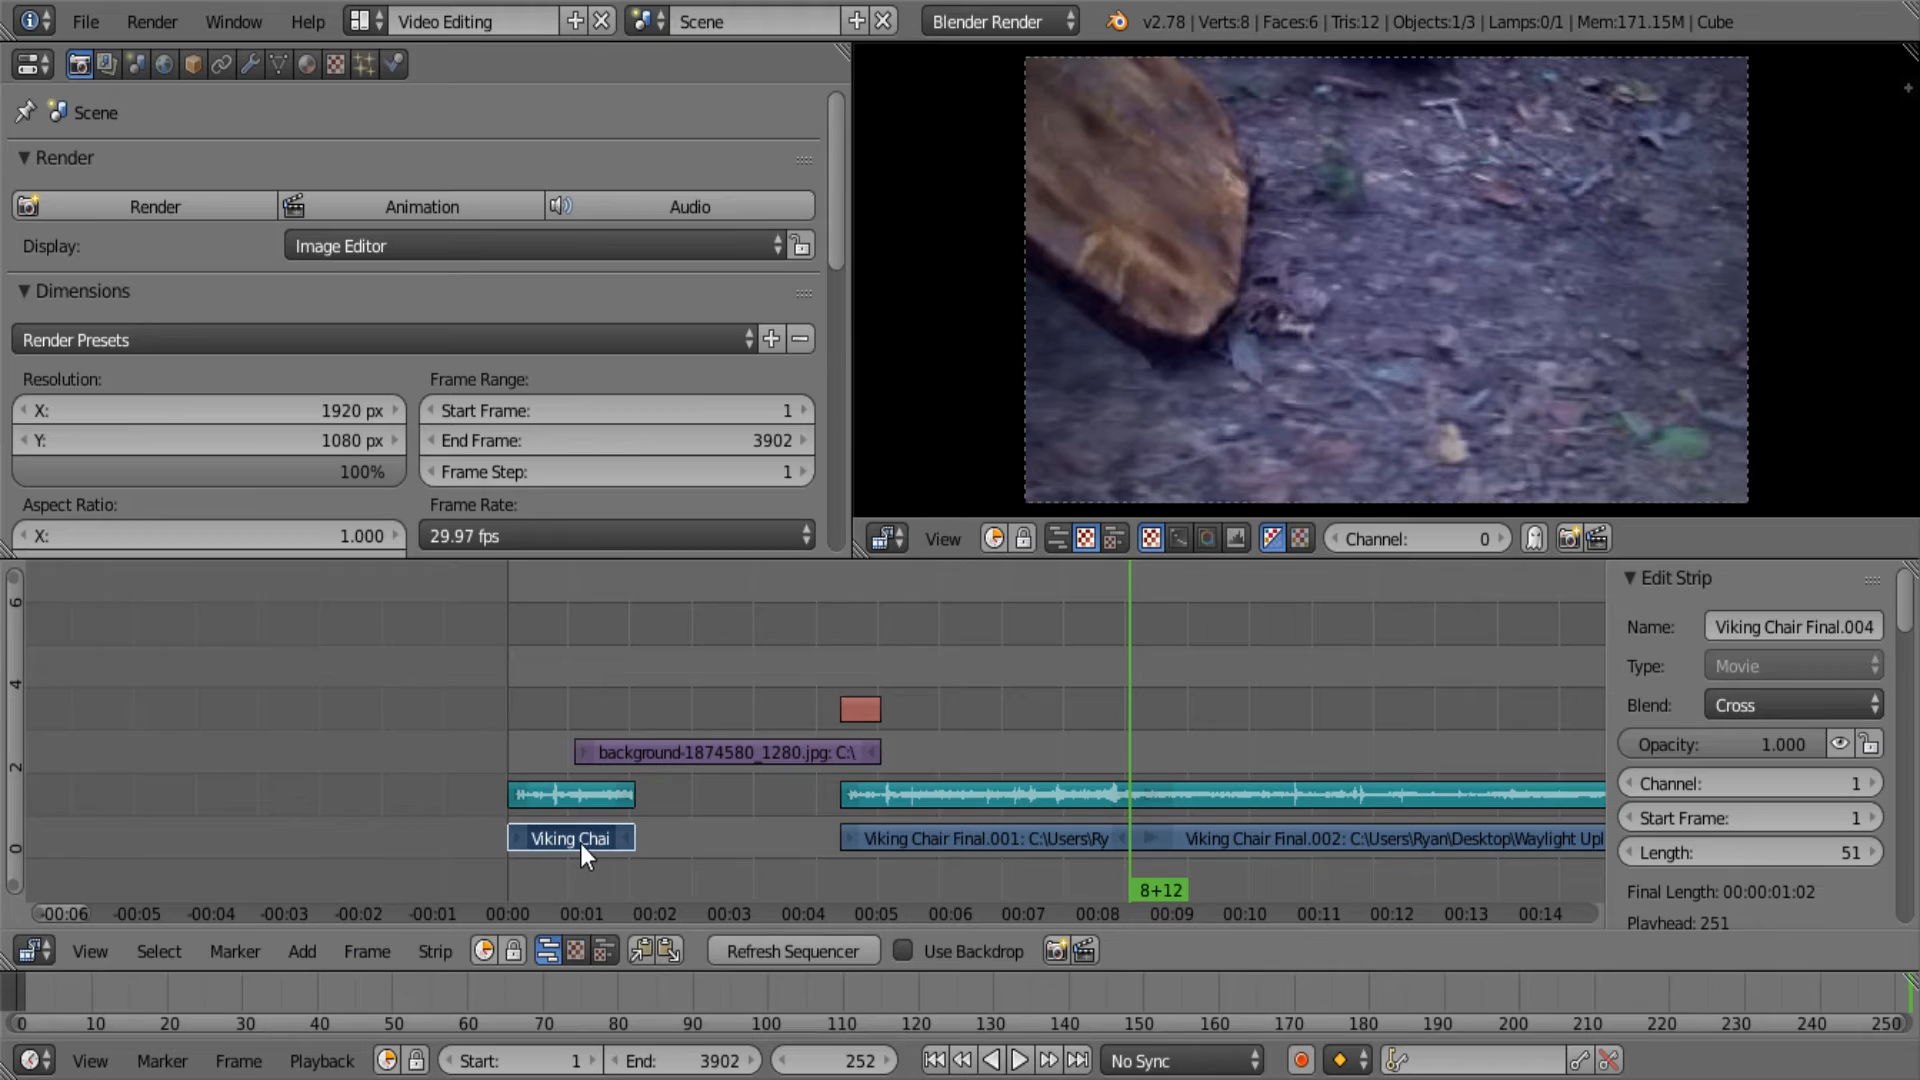 File Render Window Help Video Editing Scene Blender Render v2.78 | Verts:8 | Faces:6 | Tris:12 | Objects:1/3 | Lamps:0/1 | Mem:171.15M | Cube
Scene
Render
Render Animation Audio
Display: Image Editor
Dimensions
Render Presets
Resolution: Frame Range:
X: 1920 px Start Frame: 1
Y: 1080 px End Frame: 3902
100% Frame Step: 1
Aspect Ratio: Frame Rate:
X: 1.000 29.97 fps
View Channel: 0
Edit Strip
Name: Viking Chair Final.004
Type: Movie
Blend: Cross
Opacity: 1.000
Channel: 1
Start Frame: 1
Length: 51
Final Length: 00:00:01:02
Playhead: 251
6
4
2
0
background-1874580_1280.jpg: C:\
Viking Chai Viking Chair Final.001: C:\Users\Ry Viking Chair Final.002: C:\Users\Ryan\Desktop\Waylight Upl
8+12
-00:06 -00:05 -00:04 -00:03 -00:02 -00:01 00:00 00:01 00:02 00:03 00:04 00:05 00:06 00:07 00:08 00:09 00:10 00:11 00:12 00:13 00:14
View Select Marker Add Frame Strip Refresh Sequencer Use Backdrop
0 10 20 30 40 50 60 70 80 90 100 110 120 130 140 150 160 170 180 190 200 210 220 230 240 250
View Marker Frame Playback Start: 1 End: 3902 252 No Sync